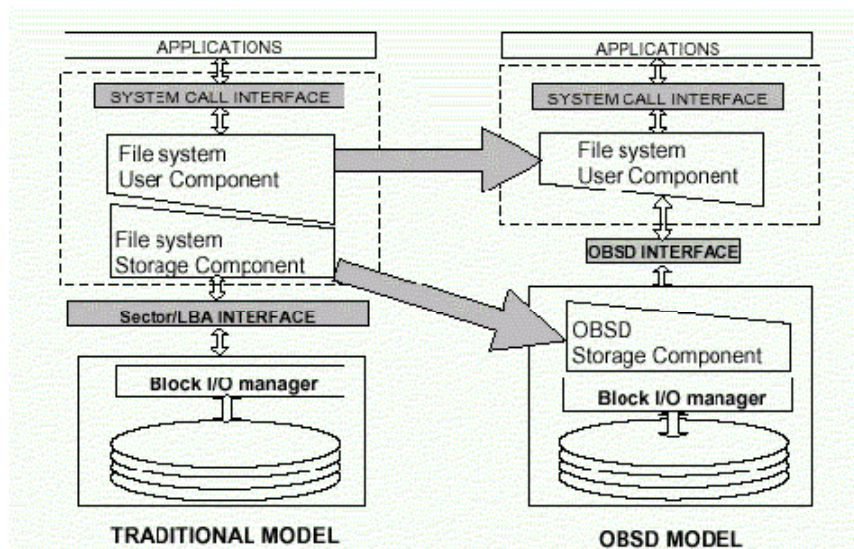 APPLICATIONS
SYSTEM CALL INTERFACE
File system
User Component
File system
Storage Component
Sector/LBA INTERFACE
Block I/O manager
TRADITIONAL MODEL
APPLICATIONS
SYSTEM CALL INTERFACE
File system
User Component
OBSD INTERFACE
OBSD
Storage Component
Block I/O manager
OBSD MODEL